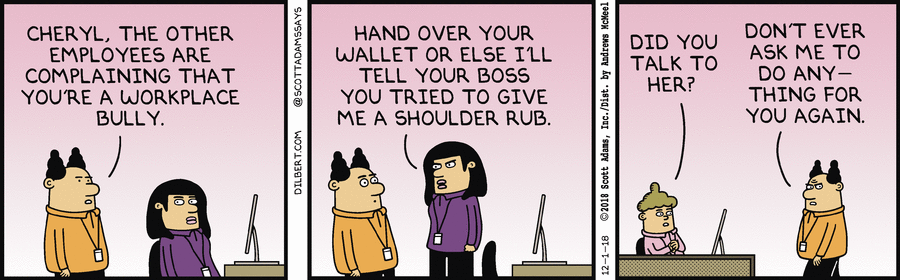 CHERYL, THE OTHER
EMPLOYEES ARE
COMPLAINING THAT
YOU'RE A WORKPLACE
BULLY.
DILBERT.COM @SCOTTADAMSSAYS
HAND OVER YOUR
WALLET OR ELSE I'LL
TELL YOUR BOSS
YOU TRIED TO GIVE
ME A SHOULDER RUB.
12-1-18 ©2018 Scott Adams, Inc./Dist. by Andrews McMeel
DID YOU
TALK TO
HER?
DON'T EVER
ASK ME TO
DO ANY—
THING FOR
YOU AGAIN.